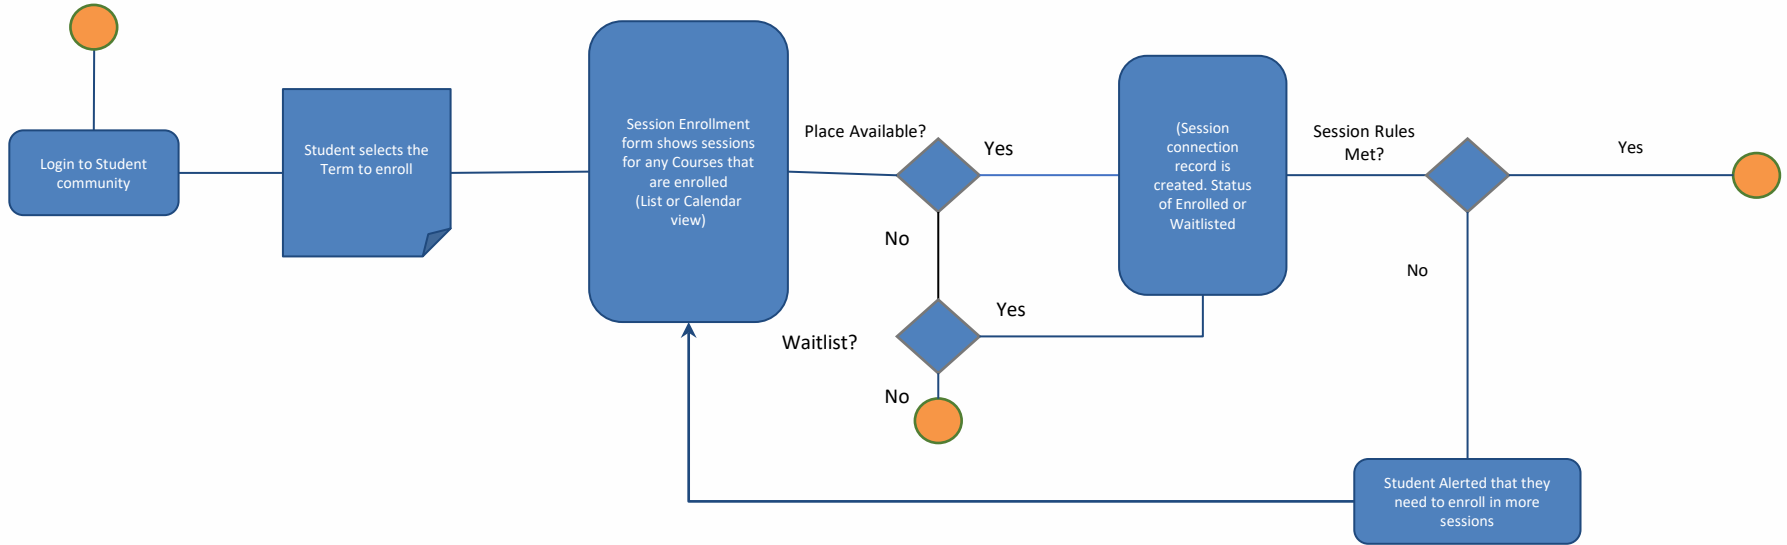 Login to Student
community
Student selects the
Term to enroll
Session Enrollment
form shows sessions
for any Courses that
are enrolled
(List or Calendar
view)
Place Available?
Yes
No
Waitlist?
Yes
No
(Session
connection
record is
created. Status
of Enrolled or
Waitlisted
Session Rules
Met?
Yes
No
Student Alerted that they
need to enroll in more
sessions